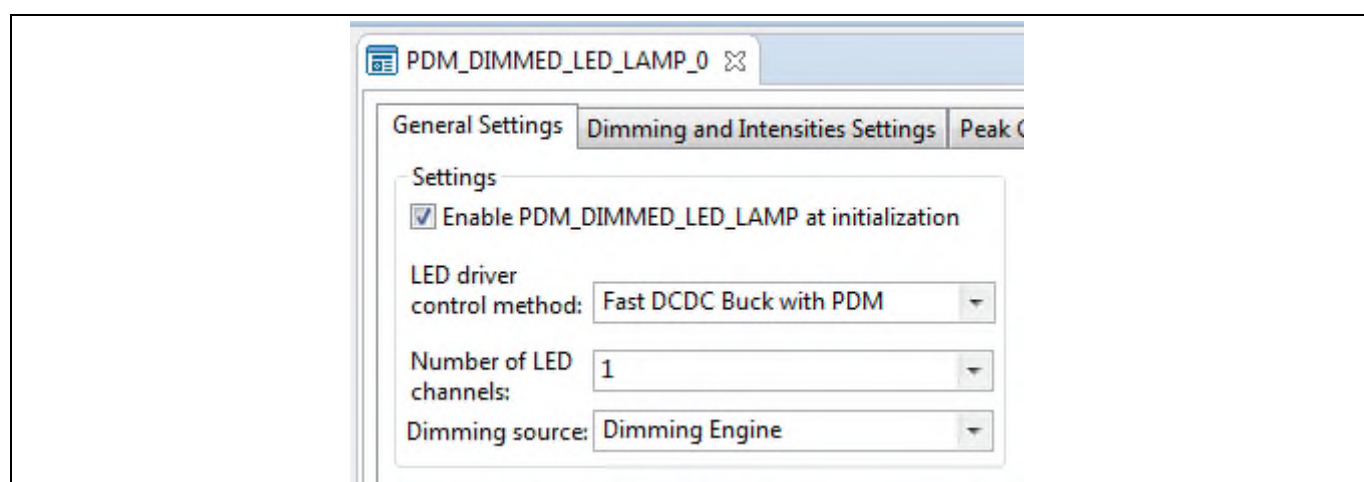 PDM_DIMMED_LED_LAMP_0
General Settings Dimming and Intensities Settings Peak
Settings
Enable PDM_DIMMED_LED_LAMP at initialization
LED driver
control method: Fast DCDC Buck with PDM
Number of LED
channels: 1
Dimming source: Dimming Engine